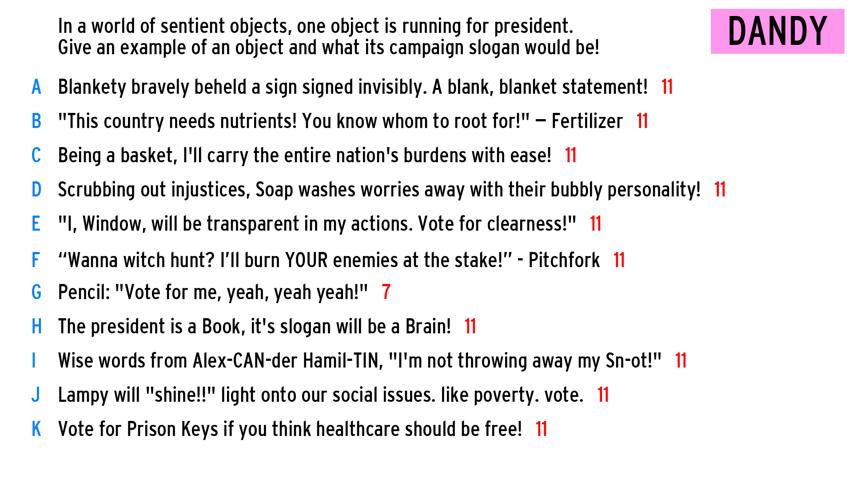 In a world of sentient objects, one object is running for president.
Give an example of an object and what its campaign slogan would be!
DANDY
A Blankety bravely beheld a sign signed invisibly. A blank, blanket statement! 11
B "This country needs nutrients! You know whom to root for!" – Fertilizer 11
C Being a basket, I'll carry the entire nation's burdens with ease! 11
D Scrubbing out injustices, Soap washes worries away with their bubbly personality! 11
E "I, Window, will be transparent in my actions. Vote for clearness!" 11
F “Wanna witch hunt? I’ll burn YOUR enemies at the stake!” - Pitchfork 11
G Pencil: "Vote for me, yeah, yeah yeah!" 7
H The president is a Book, it's slogan will be a Brain! 11
I Wise words from Alex-CAN-der Hamil-TIN, "I'm not throwing away my Sn-ot!" 11
J Lampy will "shine!!" light onto our social issues. like poverty. vote. 11
K Vote for Prison Keys if you think healthcare should be free! 11